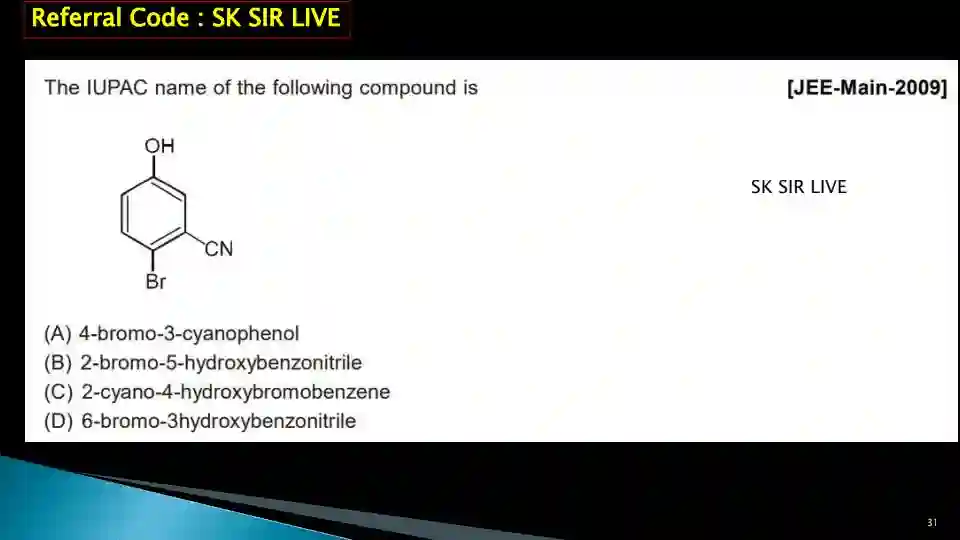 Referral Code : SK SIR LIVE
The IUPAC name of the following compound is [JEE-Main-2009]
OH
SK SIR LIVE
CN
Br
(A) 4-bromo-3-cyanophenol
(B) 2-bromo-5-hydroxybenzonitrile
(C) 2-cyano-4-hydroxybromobenzene
(D) 6-bromo-3hydroxybenzonitrile
31